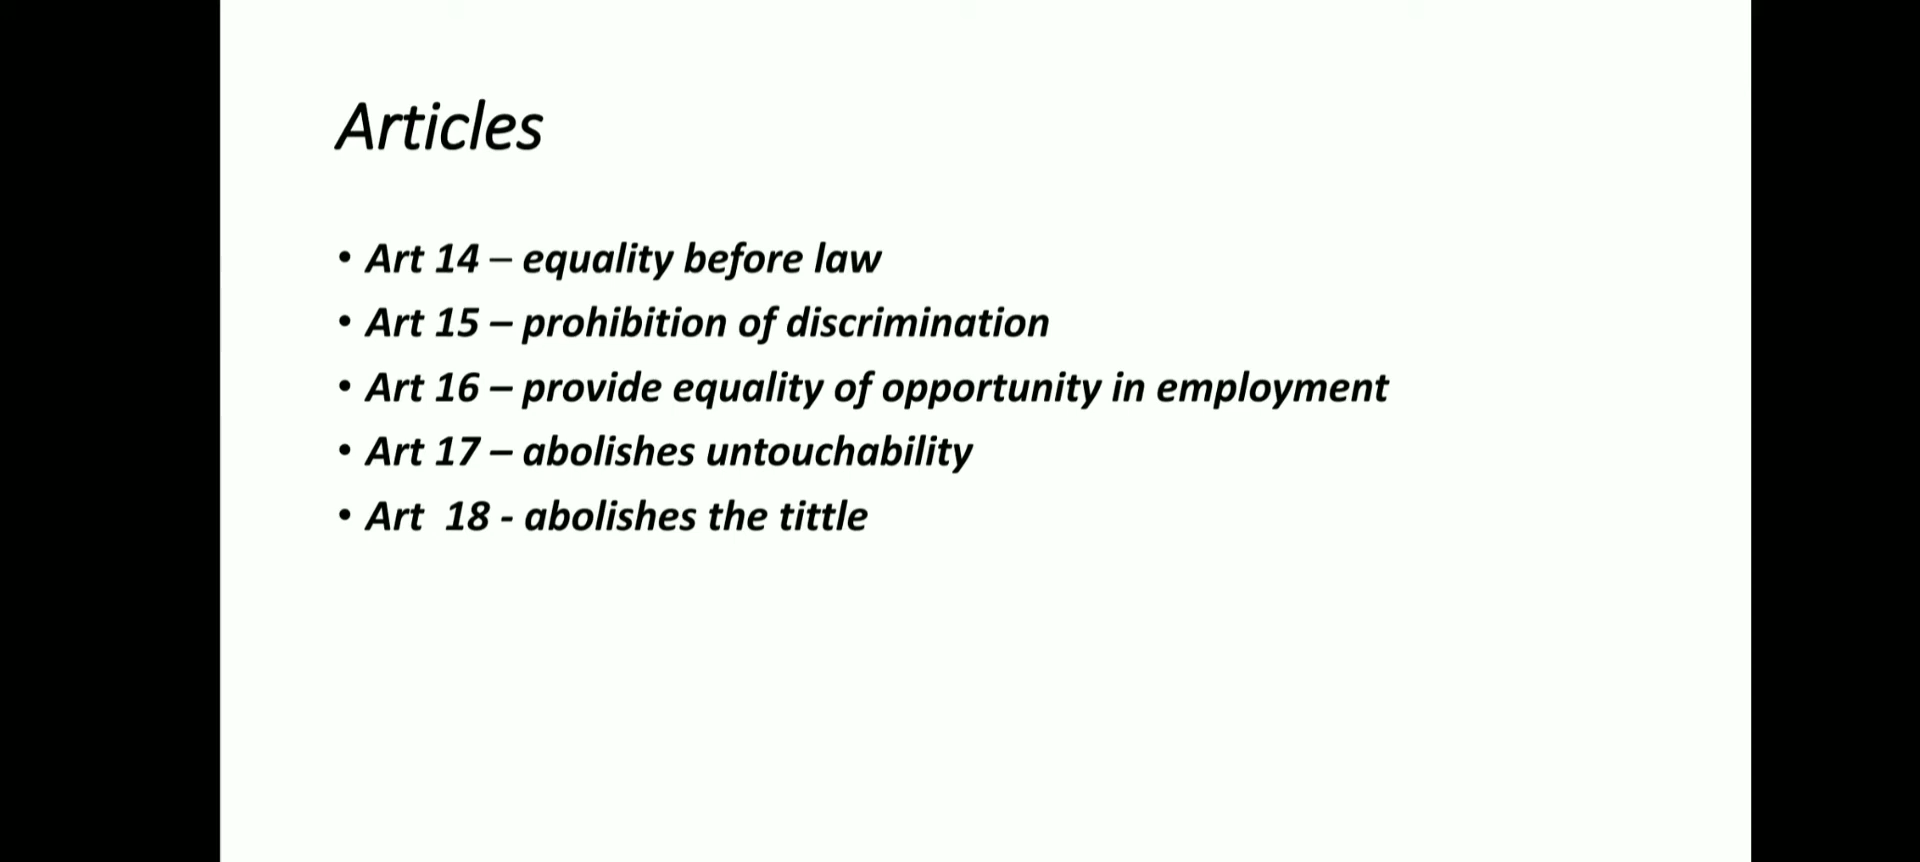 Articles
• Art 14 – equality before law
• Art 15 – prohibition of discrimination
• Art 16 – provide equality of opportunity in employment
• Art 17 – abolishes untouchability
• Art  18 - abolishes the tittle